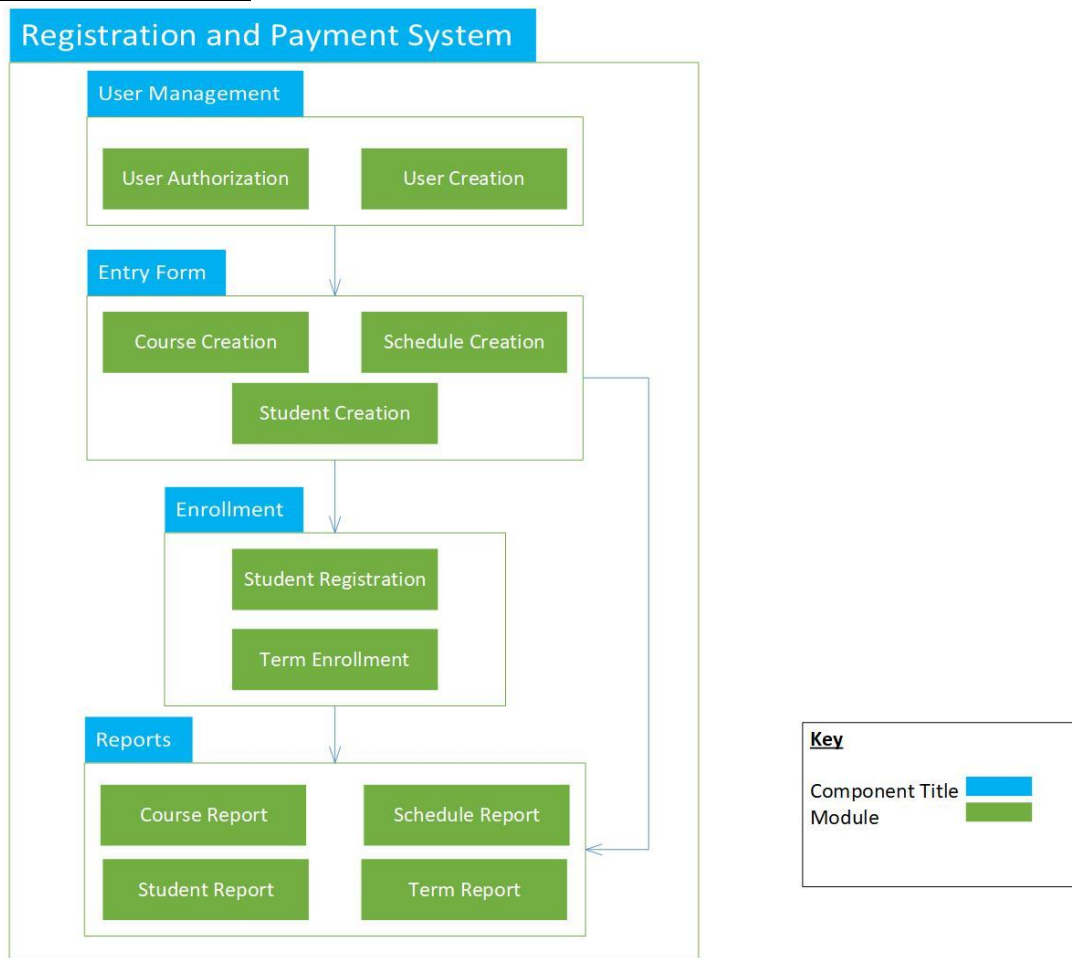 Registration and Payment System
User Management
User Authorization
User Creation
Entry Form
Course Creation
Schedule Creation
Student Creation
Enrollment
Student Registration
Term Enrollment
Reports
Course Report
Schedule Report
Student Report
Term Report
Key
Component Title
Module